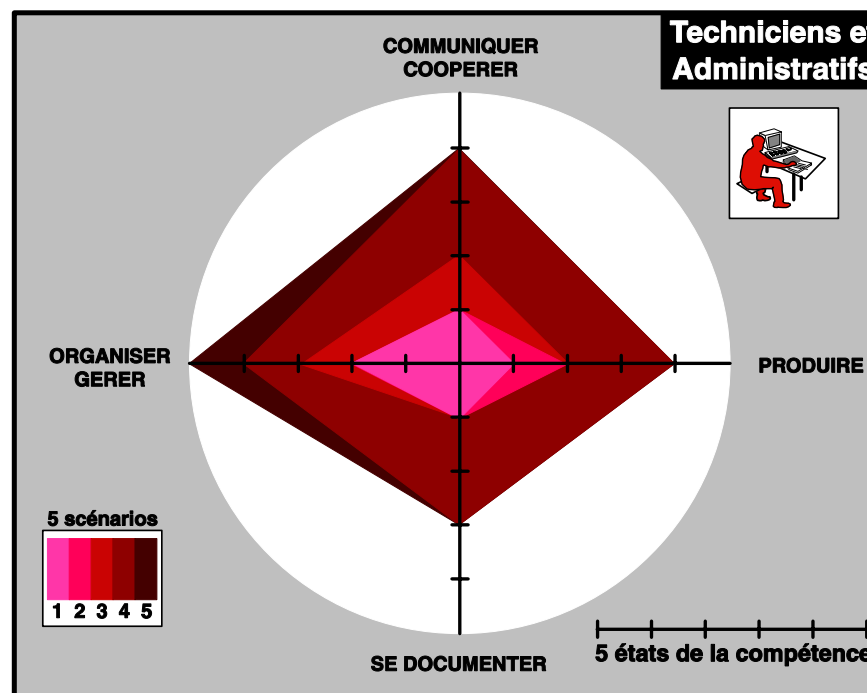 Techniciens et
Administratifs
COMMUNIQUER
COOPERER
ORGANISER
GERER
PRODUIRE
5 scénarios
1 2 3 4 5
SE DOCUMENTER
5 états de la compétence